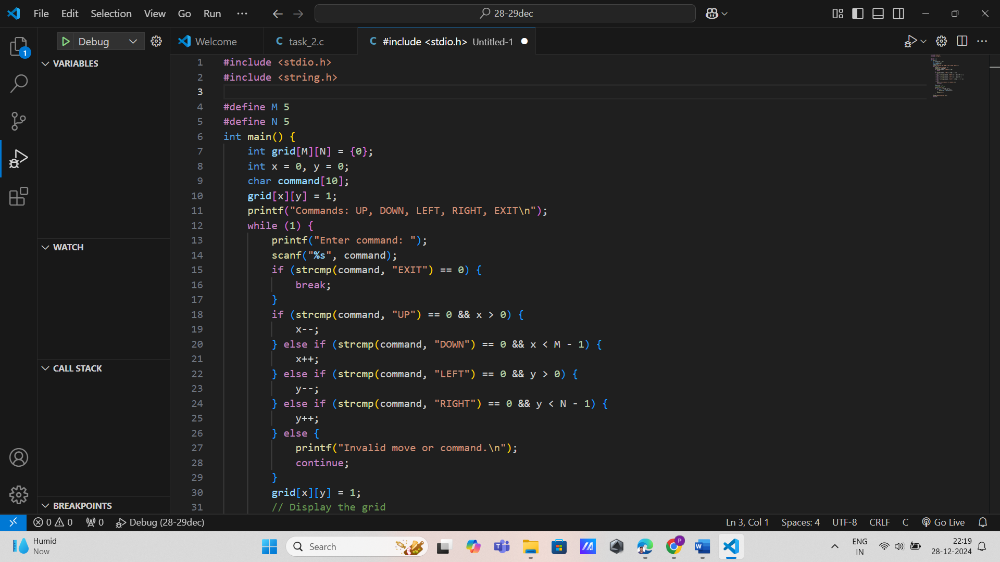 File Edit Selection View Go Run ... 28-29dec
Debug
Welcome task_2.c C #include <stdio.h> Untitled-1
VARIABLES
WATCH
CALL STACK
BREAKPOINTS
1 #include <stdio.h>
2 #include <string.h>
3
4 #define M 5
5 #define N 5
6 int main() {
7 int grid[M][N] = {0};
8 int x = 0, y = 0;
9 char command[10];
10 grid[x][y] = 1;
11 printf("Commands: UP, DOWN, LEFT, RIGHT, EXIT\n");
12 while (1) {
13 printf("Enter command: ");
14 scanf("%s", command);
15 if (strcmp(command, "EXIT") == 0) {
16 break;
17 }
18 if (strcmp(command, "UP") == 0 && x > 0) {
19 x--;
20 } else if (strcmp(command, "DOWN") == 0 && x < M - 1) {
21 x++;
22 } else if (strcmp(command, "LEFT") == 0 && y > 0) {
23 y--;
24 } else if (strcmp(command, "RIGHT") == 0 && y < N - 1) {
25 y++;
26 } else {
27 printf("Invalid move or command.\n");
28 continue;
29 }
30 grid[x][y] = 1;
31 // Display the grid
0 0 0 Debug (28-29dec) Ln 3, Col 1 Spaces: 4 UTF-8 CRLF C Go Live
Humid
Now
Search
ENG
IN
22:19
28-12-2024